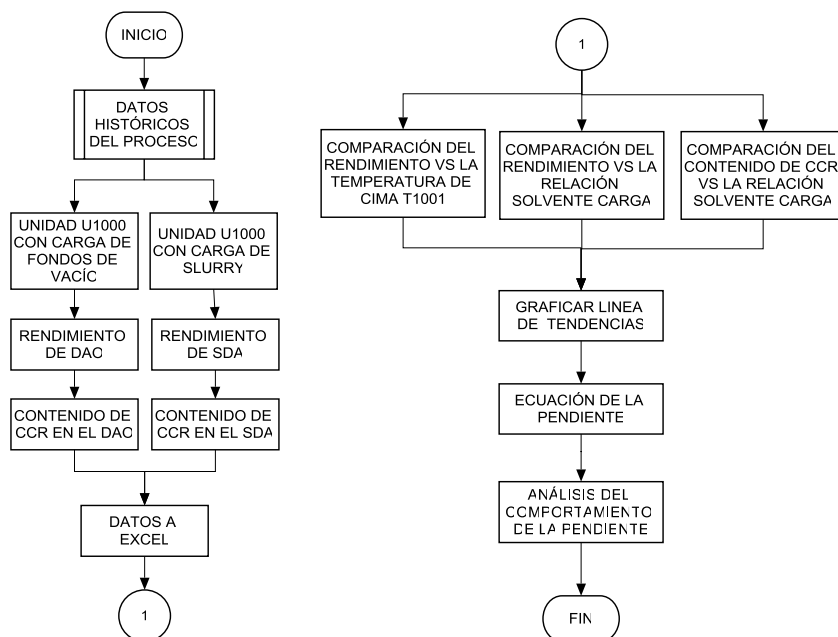 INICIO
DATOS
HISTÓRICOS
DEL PROCESO
UNIDAD U1000
CON CARGA DE
FONDOS DE
VACÍO
UNIDAD U1000
CON CARGA DE
SLURRY
RENDIMIENTO
DE DAO
RENDIMIENTO
DE SDA
CONTENIDO DE
CCR EN EL DAO
CONTENIDO DE
CCR EN EL SDA
DATOS A
EXCEL
1
1
COMPARACIÓN DEL
RENDIMIENTO VS LA
TEMPERATURA DE
CIMA T1001
COMPARACIÓN DEL
RENDIMIENTO VS LA
RELACIÓN
SOLVENTE CARGA
COMPARACIÓN DEL
CONTENIDO DE CCR
VS LA RELACIÓN
SOLVENTE CARGA
GRAFICAR LINEA
DE TENDENCIAS
ECUACIÓN DE LA
PENDIENTE
ANÁLISIS DEL
COMPORTAMIENTO
DE LA PENDIENTE
FIN